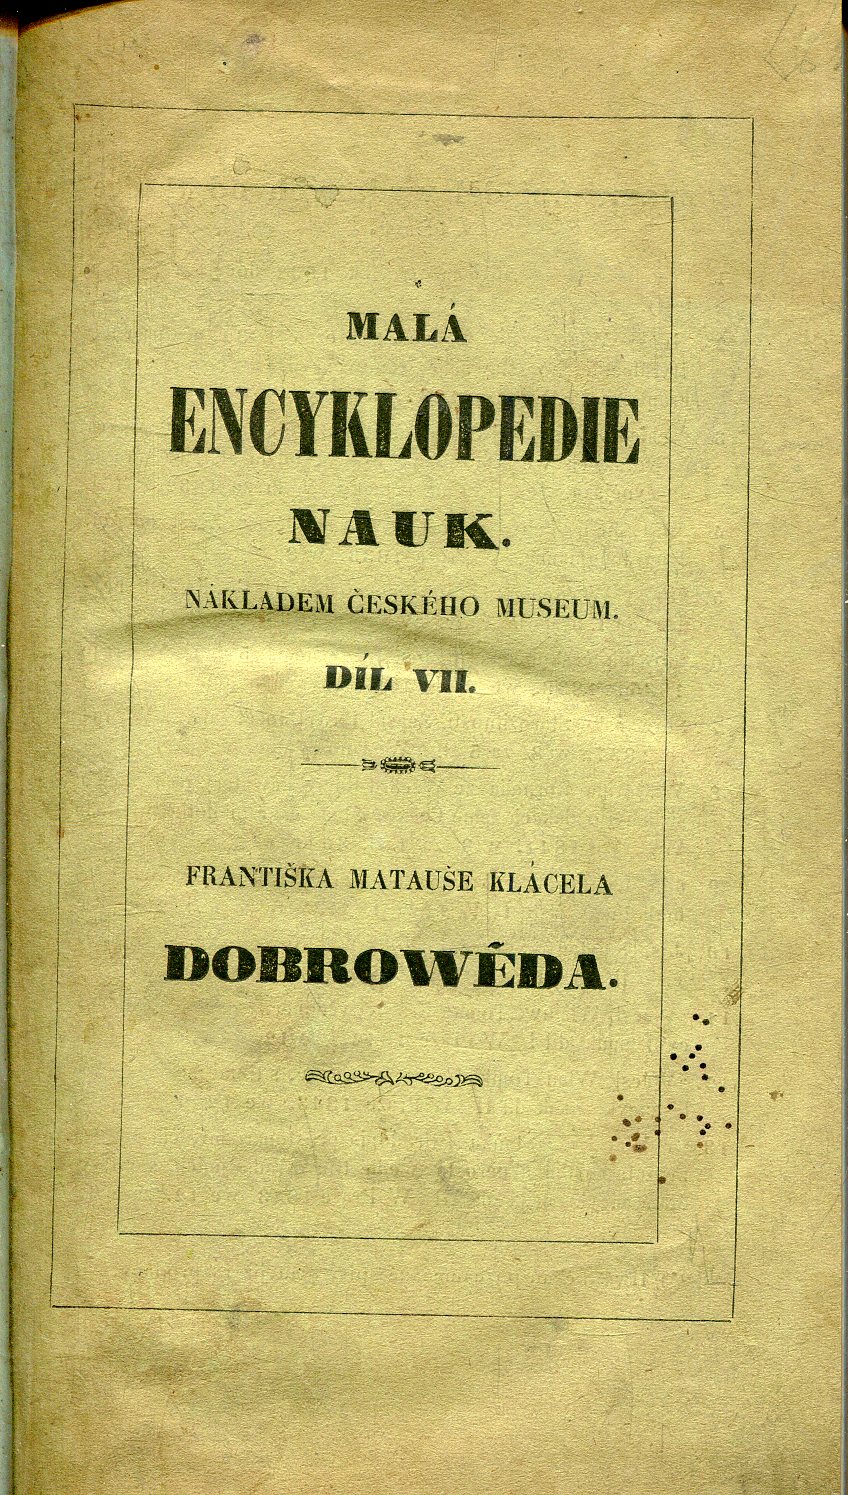 MALÁ
ENCYKLOPEDIE
NAUK.
NÁKLADEM ČESKÉHO MUSEUM.
DÍL VII.
FRANTIŠKA MATAUŠE KLÁCELA
DOBROWĚDA.